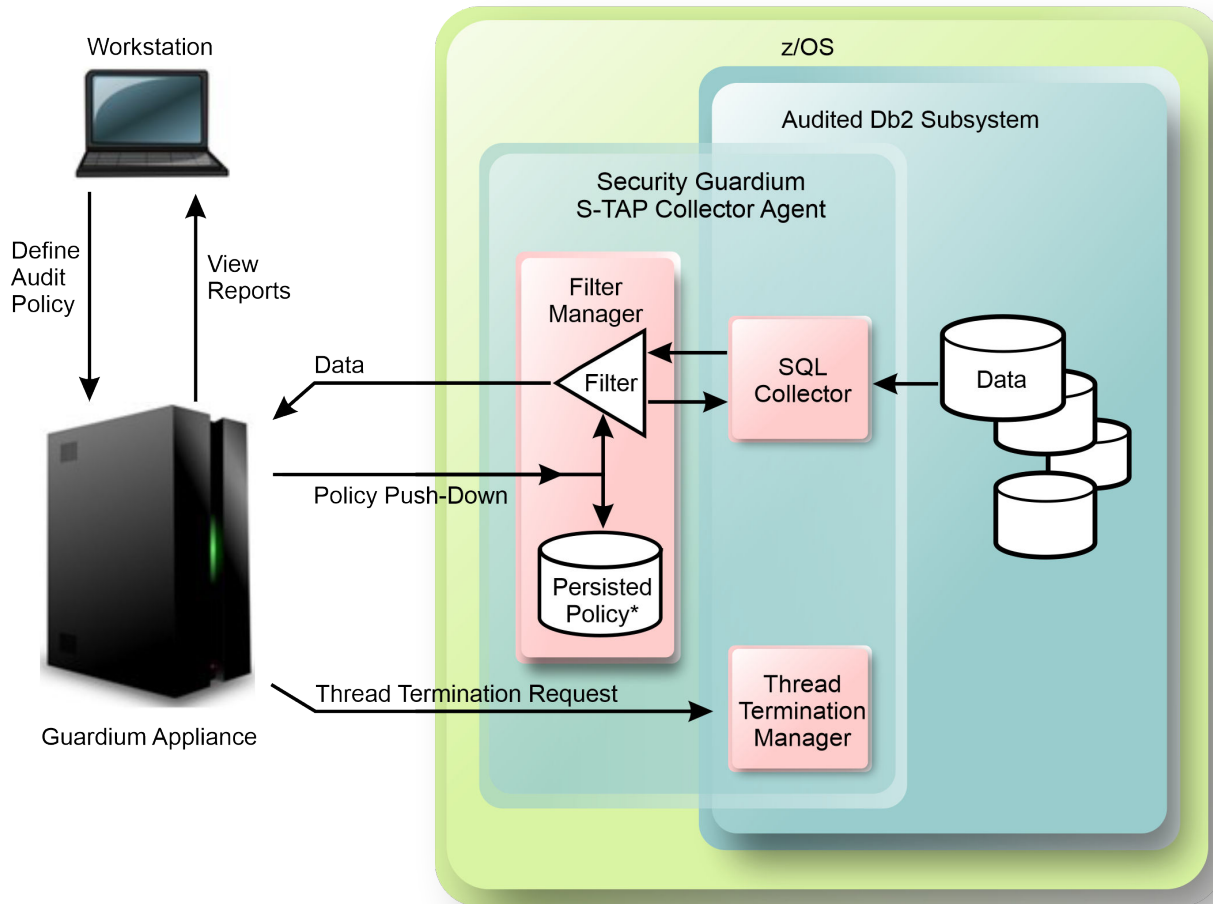 Workstation
z/OS
Audited Db2 Subsystem
Security Guardium
S-TAP Collector Agent
Define
Audit
Policy
View
Reports
Filter
Manager
Data
Filter
SQL
Collector
Data
Policy Push-Down
Persisted
Policy*
Thread Termination Request
Thread
Termination
Manager
Guardium Appliance